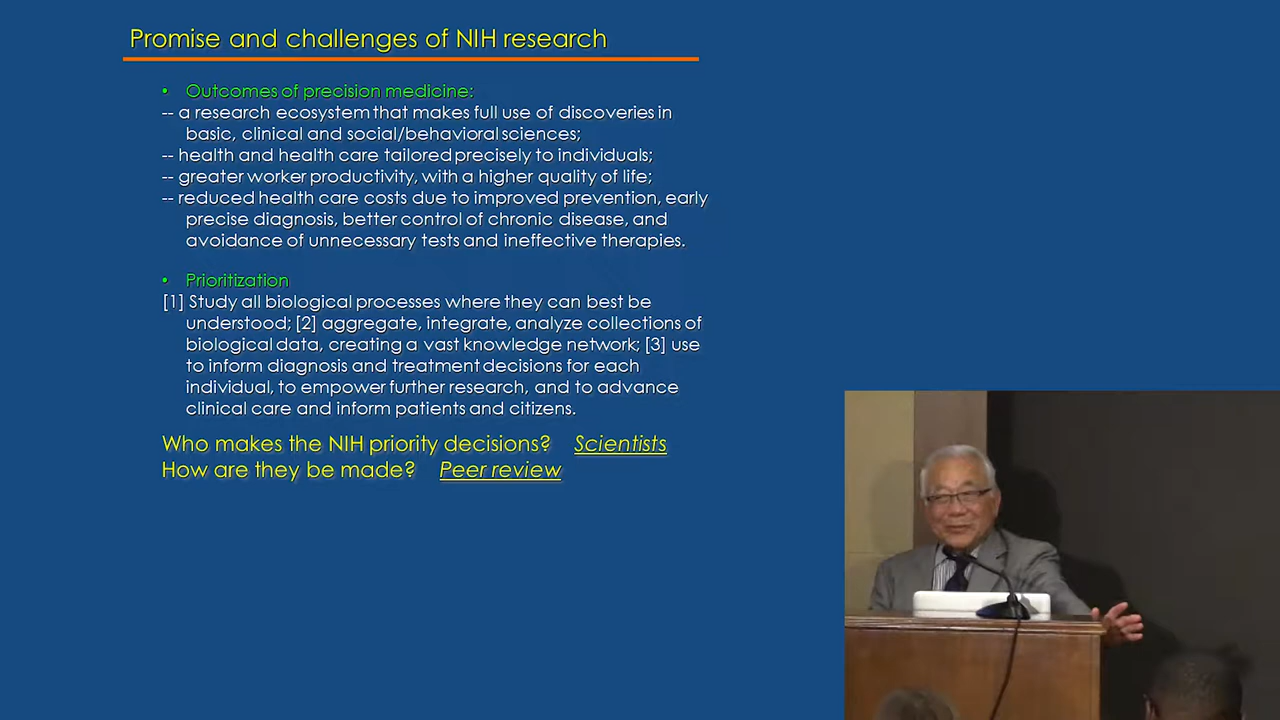 Promise and challenges of NIH research
• Outcomes of precision medicine:
-- a research ecosystem that makes full use of discoveries in
basic, clinical and social/behavioral sciences;
-- health and health care tailored precisely to individuals;
-- greater worker productivity, with a higher quality of life;
-- reduced health care costs due to improved prevention, early
precise diagnosis, better control of chronic disease, and
avoidance of unnecessary tests and ineffective therapies.
• Prioritization
[1] Study all biological processes where they can best be
understood; [2] aggregate, integrate, analyze collections of
biological data, creating a vast knowledge network; [3] use
to inform diagnosis and treatment decisions for each
individual, to empower further research, and to advance
clinical care and inform patients and citizens.
Who makes the NIH priority decisions? Scientists
How are they be made? Peer review